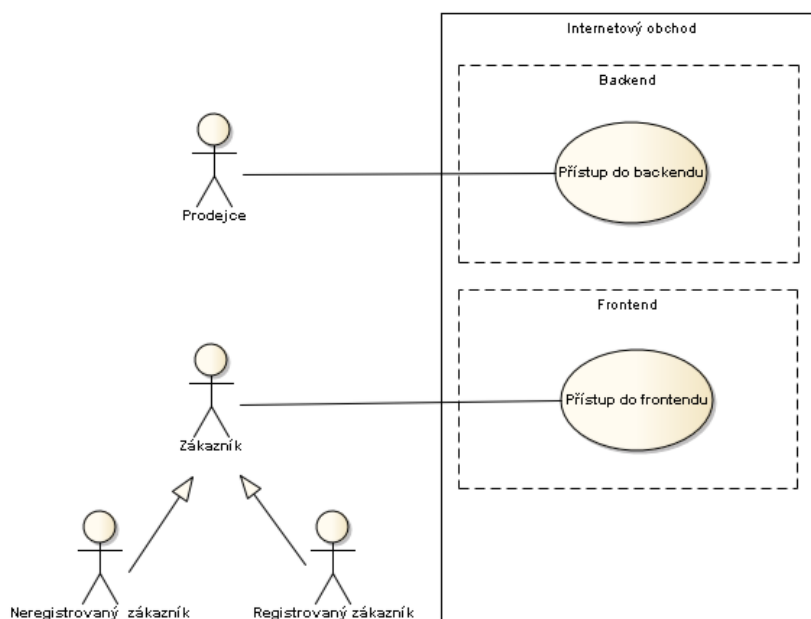 Internetový obchod
Backend
Přístup do backendu
Prodejce
Frontend
Přístup do frontendu
Zákazník
Neregistrovaný zákazník
Registrovaný zákazník